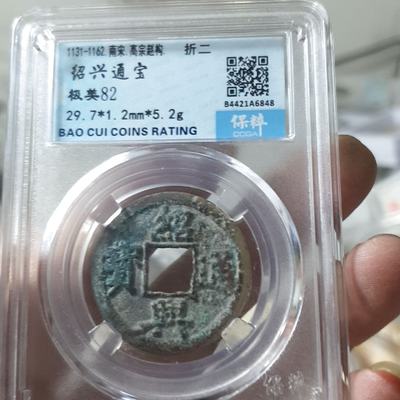 1131-1162.南宋.高宗赵构. 折二
绍兴通宝
极美82
29.7*1.2mm*5.2g
BAO CUI COINS RATING
B4421A6848
保粹
CCGA
紹
寶 通
興